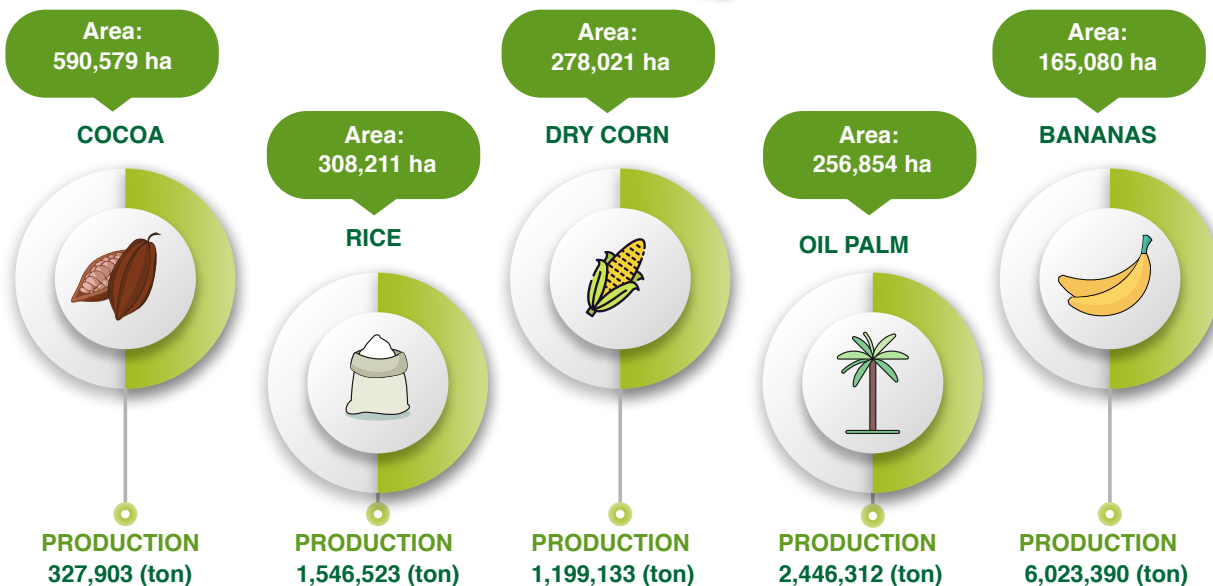 Area:
590,579 ha
COCOA
PRODUCTION
327,903 (ton)
Area:
308,211 ha
RICE
PRODUCTION
1,546,523 (ton)
Area:
278,021 ha
DRY CORN
PRODUCTION
1,199,133 (ton)
Area:
256,854 ha
OIL PALM
PRODUCTION
2,446,312 (ton)
Area:
165,080 ha
BANANAS
PRODUCTION
6,023,390 (ton)